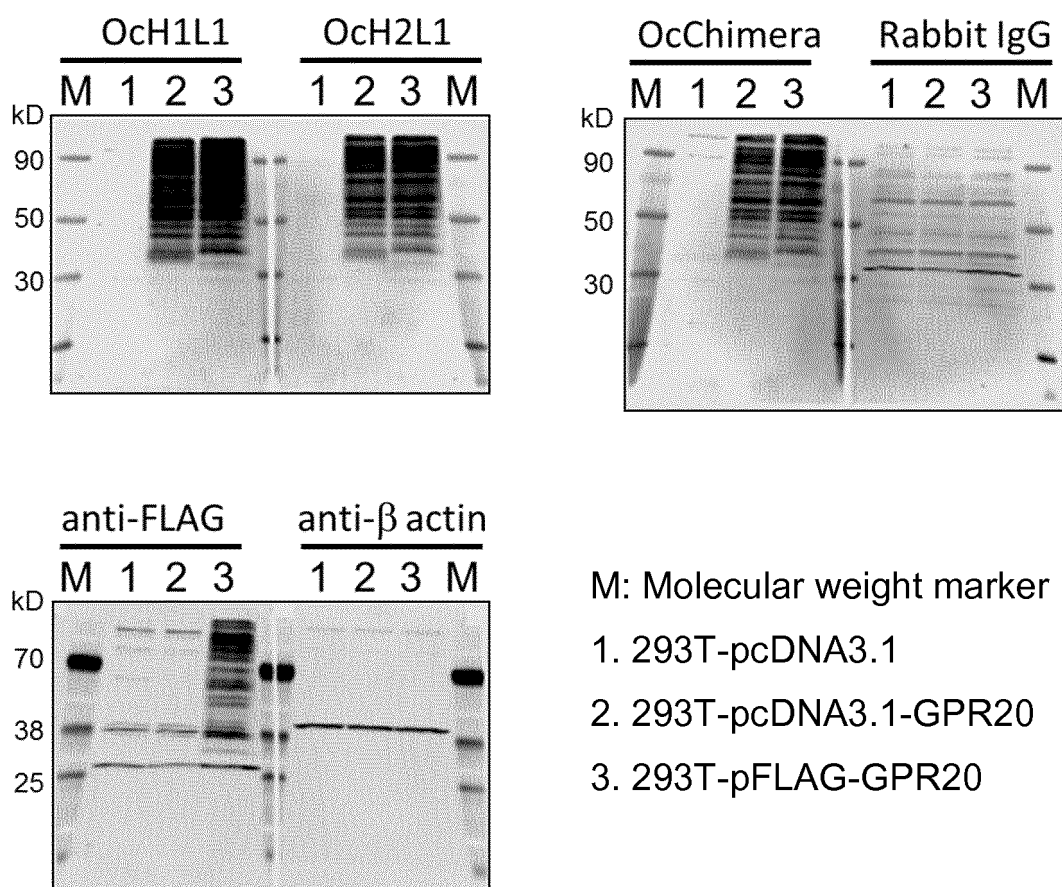 OcH1L1 OcH2L1
M 1 2 3 1 2 3 M
kD
90
50
30
OcChimera Rabbit IgG
M 1 2 3 1 2 3 M
kD
90
50
30
anti-FLAG anti-β actin
M 1 2 3 1 2 3 M
kD
70
38
25
M: Molecular weight marker
1. 293T-pcDNA3.1
2. 293T-pcDNA3.1-GPR20
3. 293T-pFLAG-GPR20